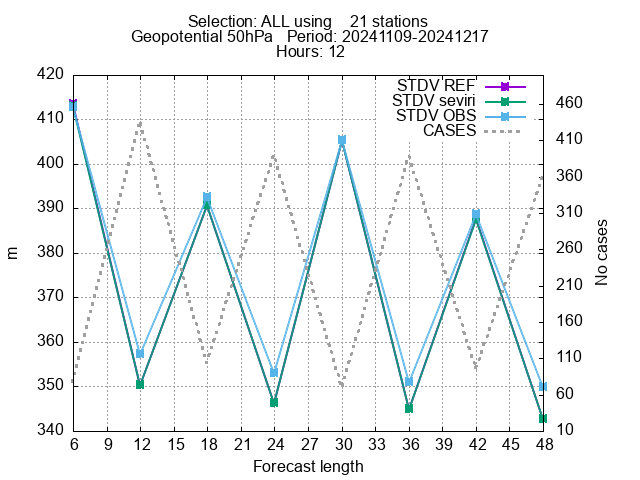 Selection: ALL using    21 stations
Geopotential 50hPa   Period: 20241109-20241217
Hours: 12
STDV REF
STDV seviri
STDV OBS
CASES
420
410
400
390
380
370
360
350
340
m
460
410
360
310
260
210
160
110
60
10
No cases
6 9 12 15 18 21 24 27 30 33 36 39 42 45 48
Forecast length